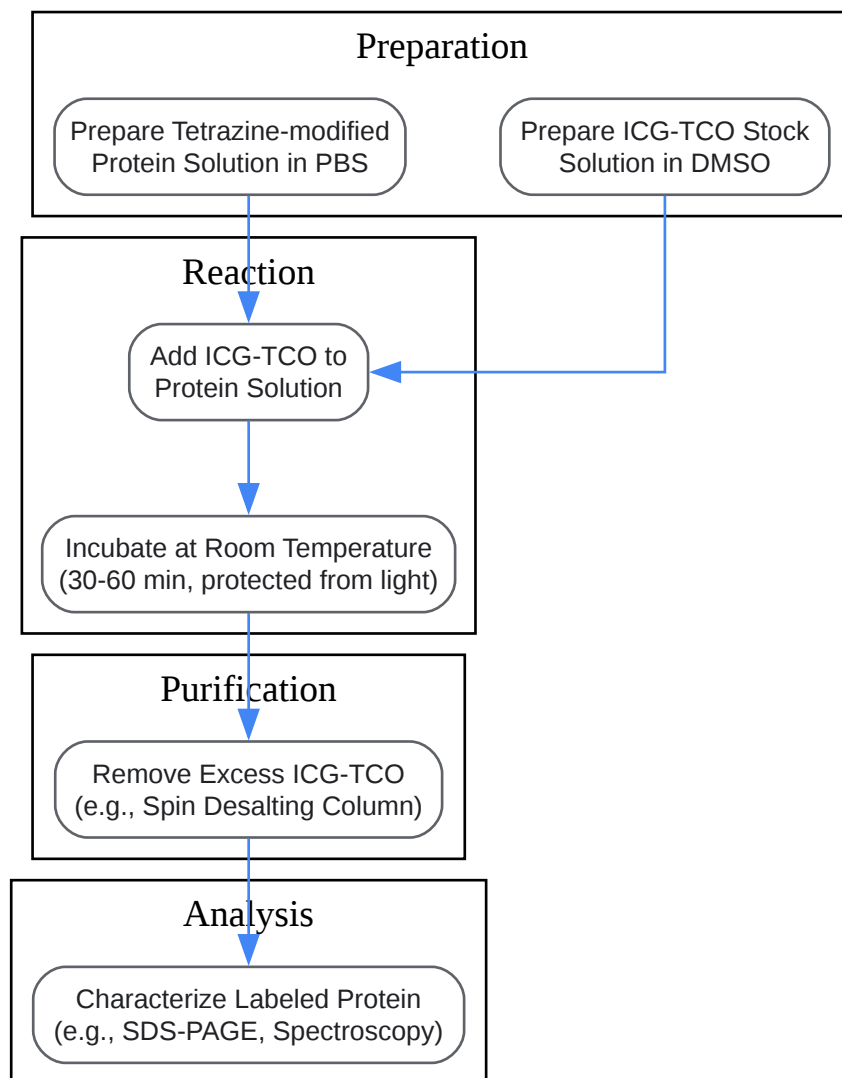 Preparation
Prepare Tetrazine-modified
Protein Solution in PBS
Prepare ICG-TCO Stock
Solution in DMSO
Reaction
Add ICG-TCO to
Protein Solution
Incubate at Room Temperature
(30-60 min, protected from light)
Purification
Remove Excess ICG-TCO
(e.g., Spin Desalting Column)
Analysis
Characterize Labeled Protein
(e.g., SDS-PAGE, Spectroscopy)